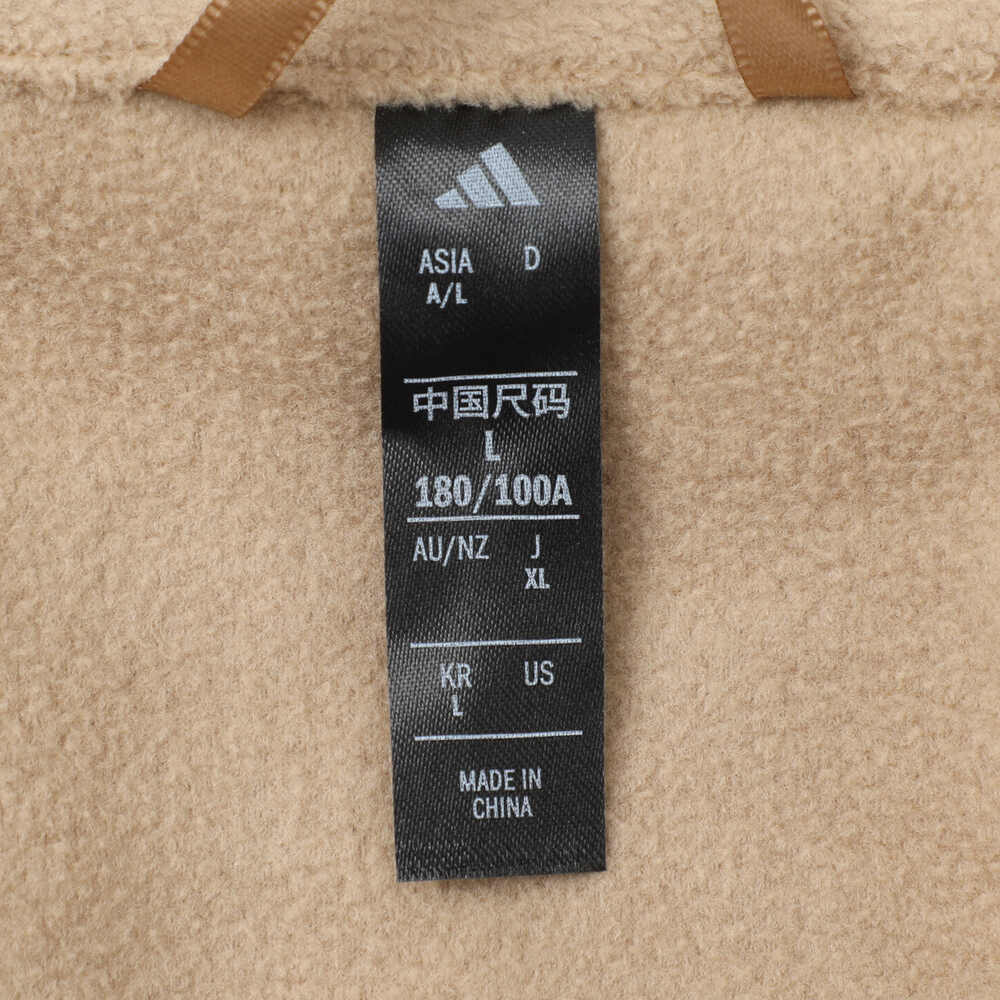 ASIA D
A/L
中国尺码
L
180/100A
AU/NZ J
XL
KR US
L
MADE IN
CHINA